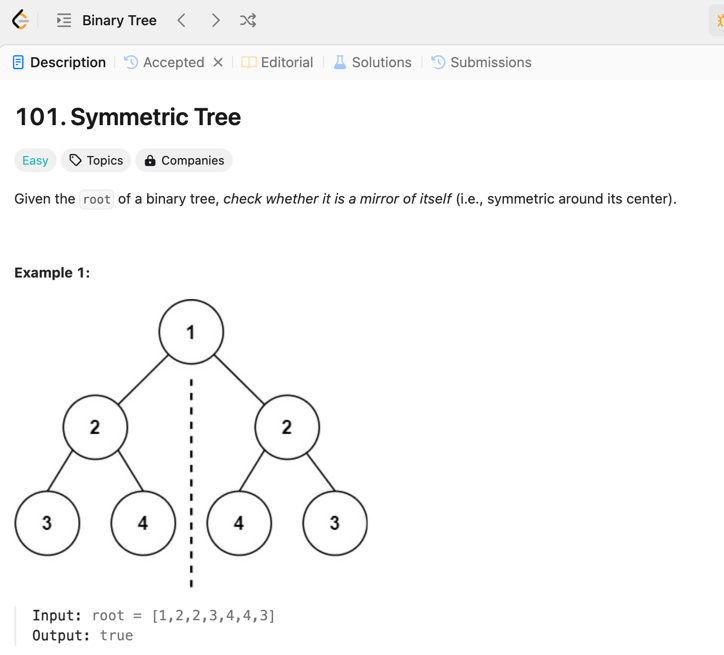 Binary Tree
Description Accepted Editorial Solutions Submissions
101. Symmetric Tree
Easy Topics Companies
Given the root of a binary tree, check whether it is a mirror of itself (i.e., symmetric around its center).
Example 1:
1
2 2
3 4 4 3
Input: root = [1,2,2,3,4,4,3]
Output: true